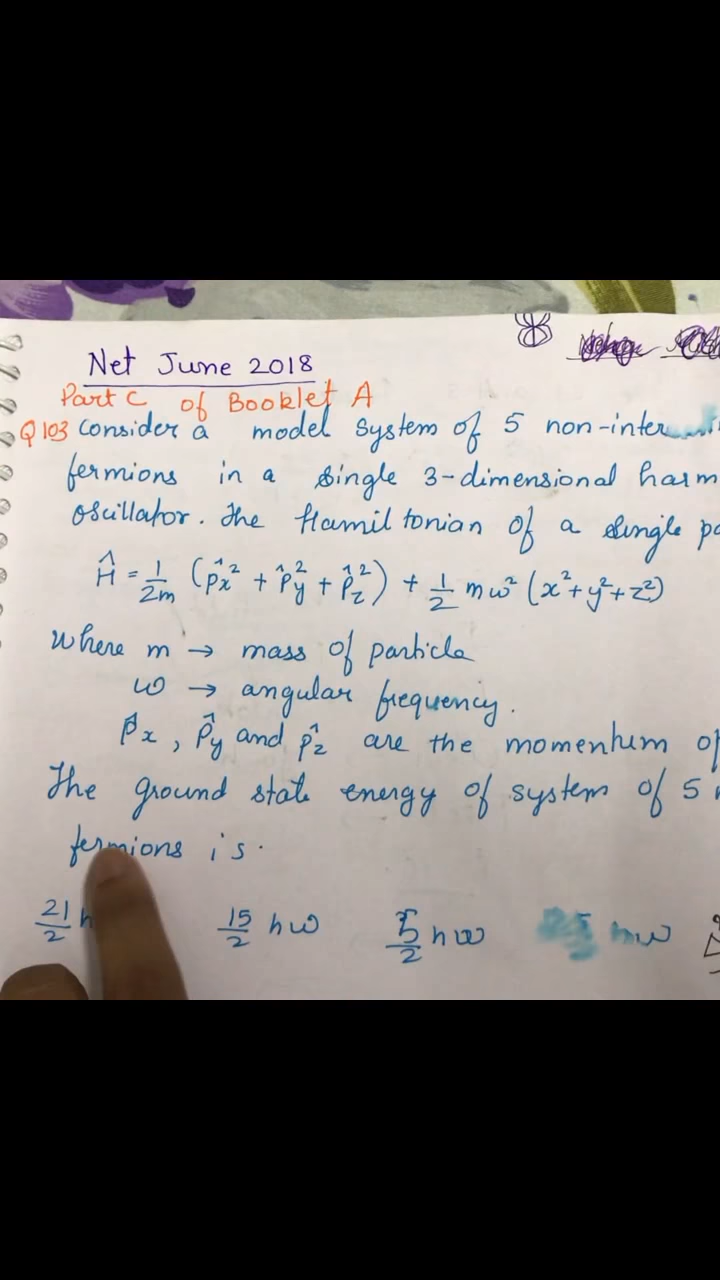 Net June 2018
Part C of Booklet A
Q103 Consider a model system of 5 non-inter
fermions in a single 3-dimensional harm
oscillator. The Hamiltonian of a single pa
Ĥ = 1/2m (p̂x² + p̂y² + p̂z²) + 1/2 mω² (x²+y²+z²)
Where m → mass of particle
ω → angular frequency.
p̂x, p̂y and p̂z are the momentum of
The ground state energy of system of 5
fermions is.
21/2 h 15/2 hω 5/2 hω hω